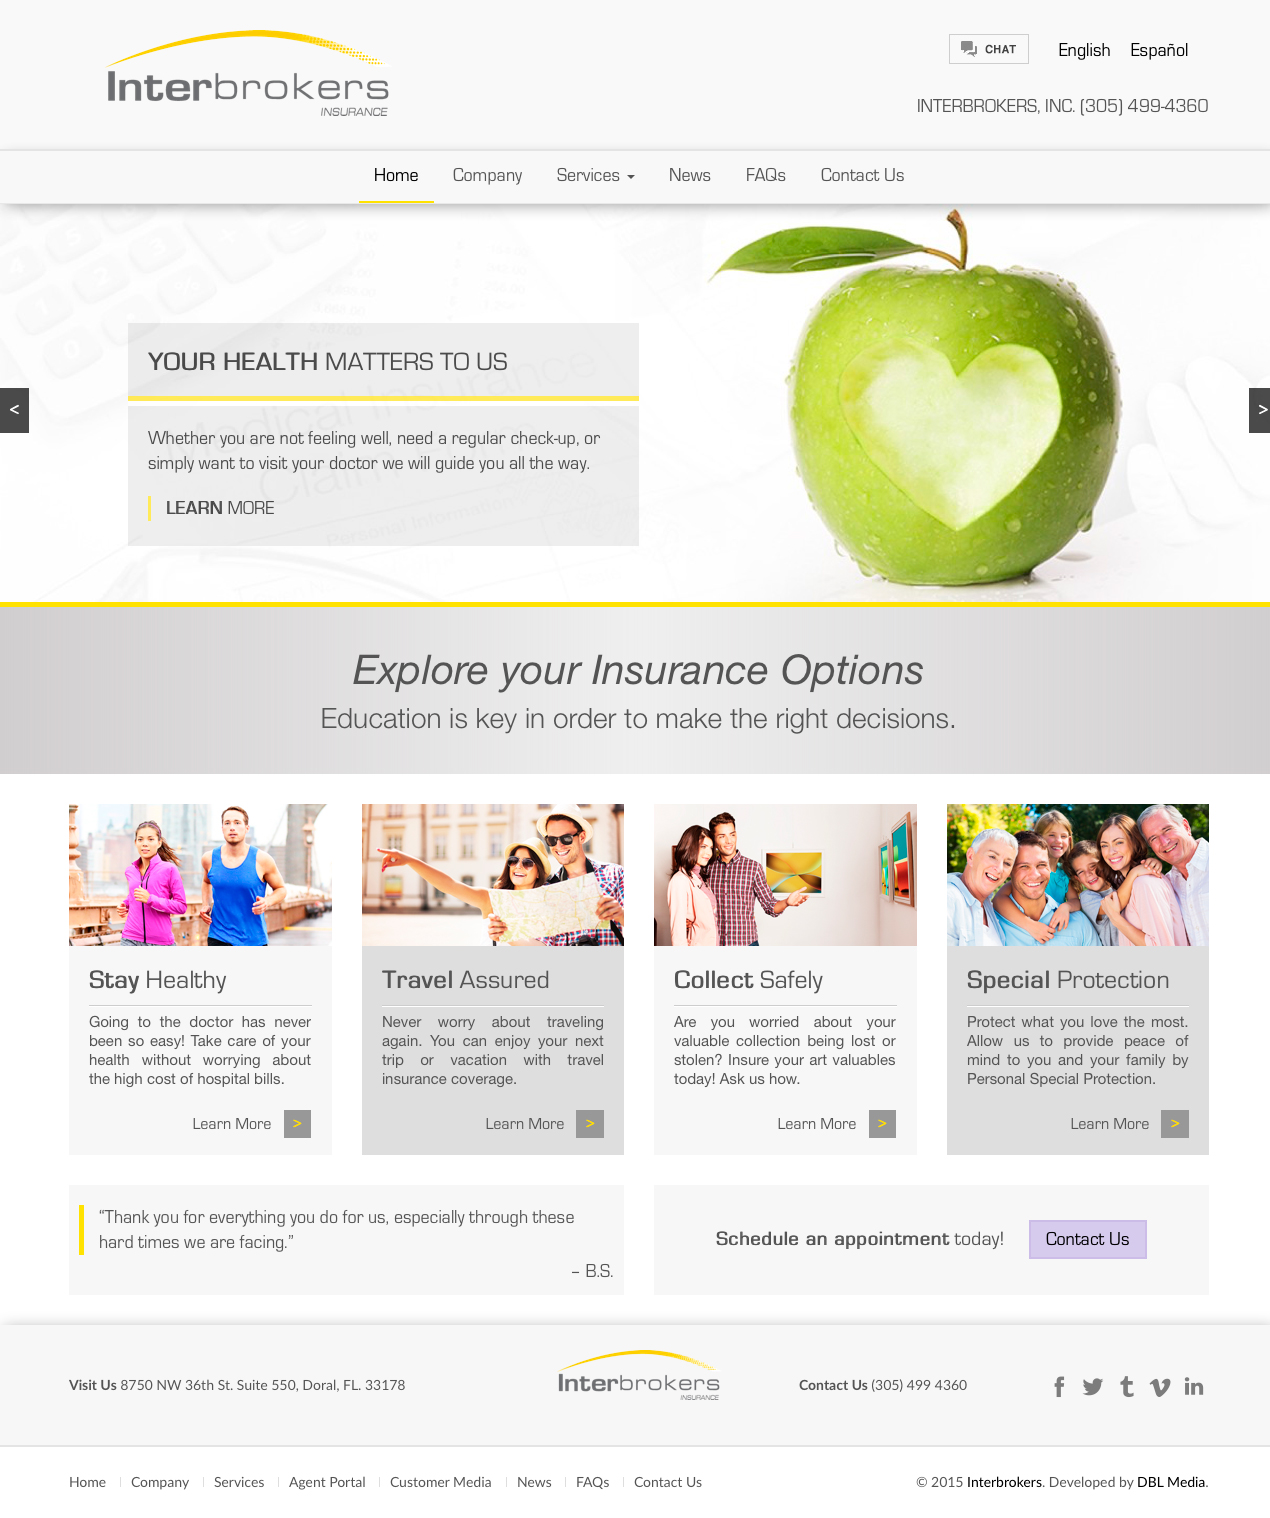 Interbrokers
INSURANCE
CHAT
English Español
INTERBROKERS, INC. (305) 499-4360
Home Company Services News FAQs Contact Us
YOUR HEALTH MATTERS TO US
Medical Insurance
Claim Form
Personal Information
Whether you are not feeling well, need a regular check-up, or
simply want to visit your doctor we will guide you all the way.
LEARN MORE
<
>
Explore your Insurance Options
Education is key in order to make the right decisions.
Stay Healthy
Going to the doctor has never
been so easy! Take care of your
health without worrying about
the high cost of hospital bills.
Learn More >
Travel Assured
Never worry about traveling
again. You can enjoy your next
trip or vacation with travel
insurance coverage.
Learn More >
Collect Safely
Are you worried about your
valuable collection being lost or
stolen? Insure your art valuables
today! Ask us how.
Learn More >
Special Protection
Protect what you love the most.
Allow us to provide peace of
mind to you and your family by
Personal Special Protection.
Learn More >
“Thank you for everything you do for us, especially through these
hard times we are facing.”
– B.S.
Schedule an appointment today! Contact Us
Visit Us 8750 NW 36th St. Suite 550, Doral, FL. 33178
Interbrokers
INSURANCE
Contact Us (305) 499 4360
Home Company Services Agent Portal Customer Media News FAQs Contact Us
© 2015 Interbrokers. Developed by DBL Media.